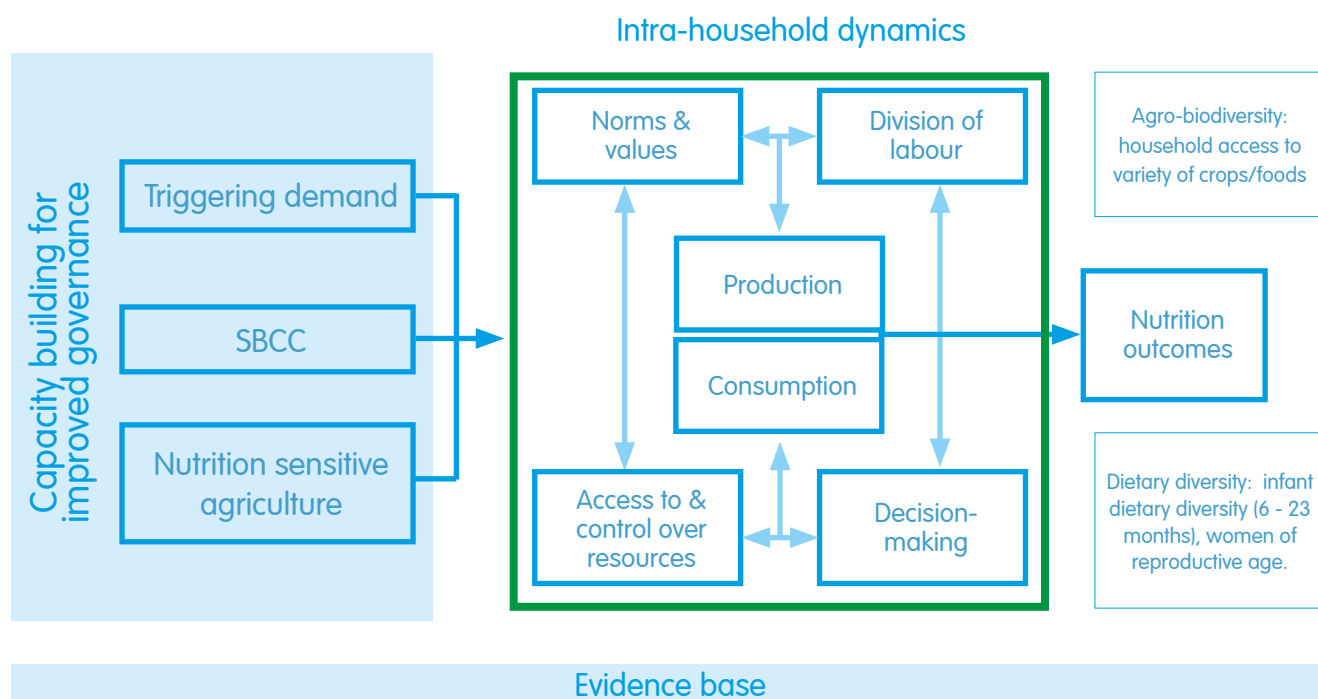 Intra-household dynamics
Capacity building for
improved governance
Triggering demand
SBCC
Nutrition sensitive
agriculture
Norms &
values
Division of
labour
Production
Consumption
Access to &
control over
resources
Decision-
making
Agro-biodiversity:
household access to
variety of crops/foods
Nutrition
outcomes
Dietary diversity:  infant
dietary diversity (6 - 23
months), women of
reproductive age.
Evidence base